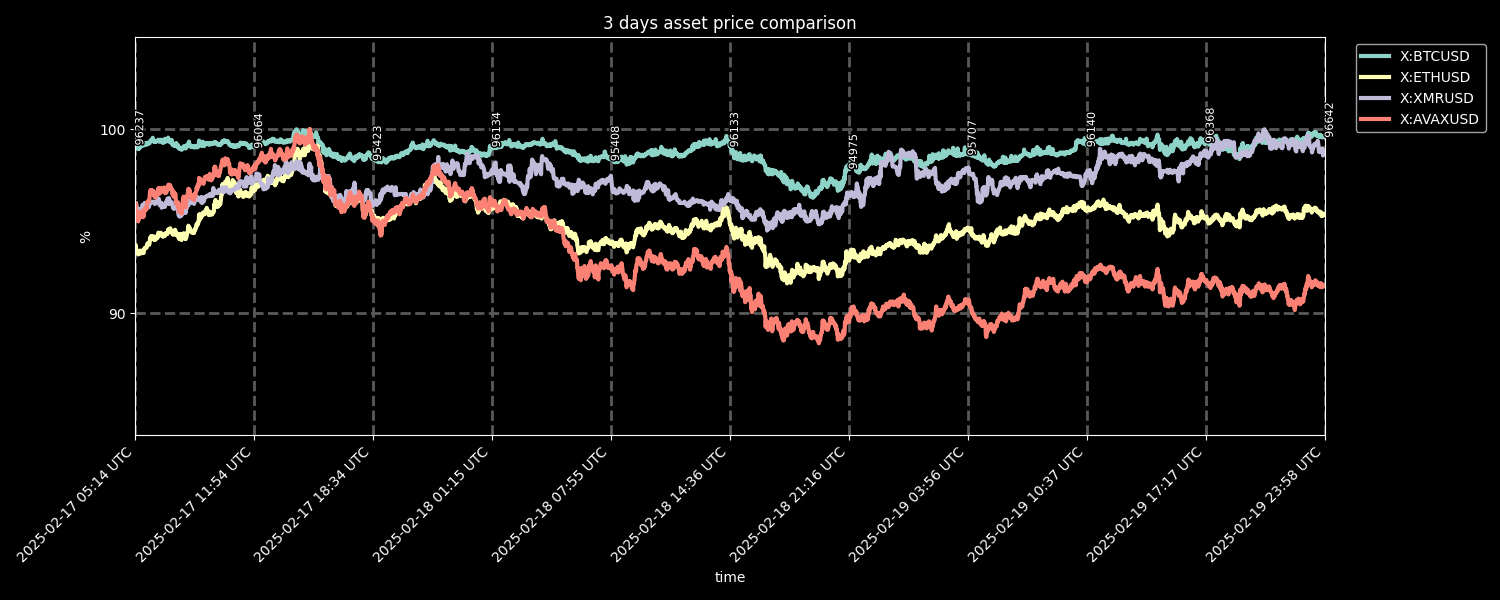 3 days asset price comparison
X:BTCUSD
X:ETHUSD
X:XMRUSD
X:AVAXUSD
100
90
%
96237
96064
95423
96134
95408
96133
94975
95707
96140
96368
96642
2025-02-17 05:14 UTC
2025-02-17 11:54 UTC
2025-02-17 18:34 UTC
2025-02-18 01:15 UTC
2025-02-18 07:55 UTC
2025-02-18 14:36 UTC
2025-02-18 21:16 UTC
2025-02-19 03:56 UTC
2025-02-19 10:37 UTC
2025-02-19 17:17 UTC
2025-02-19 23:58 UTC
time